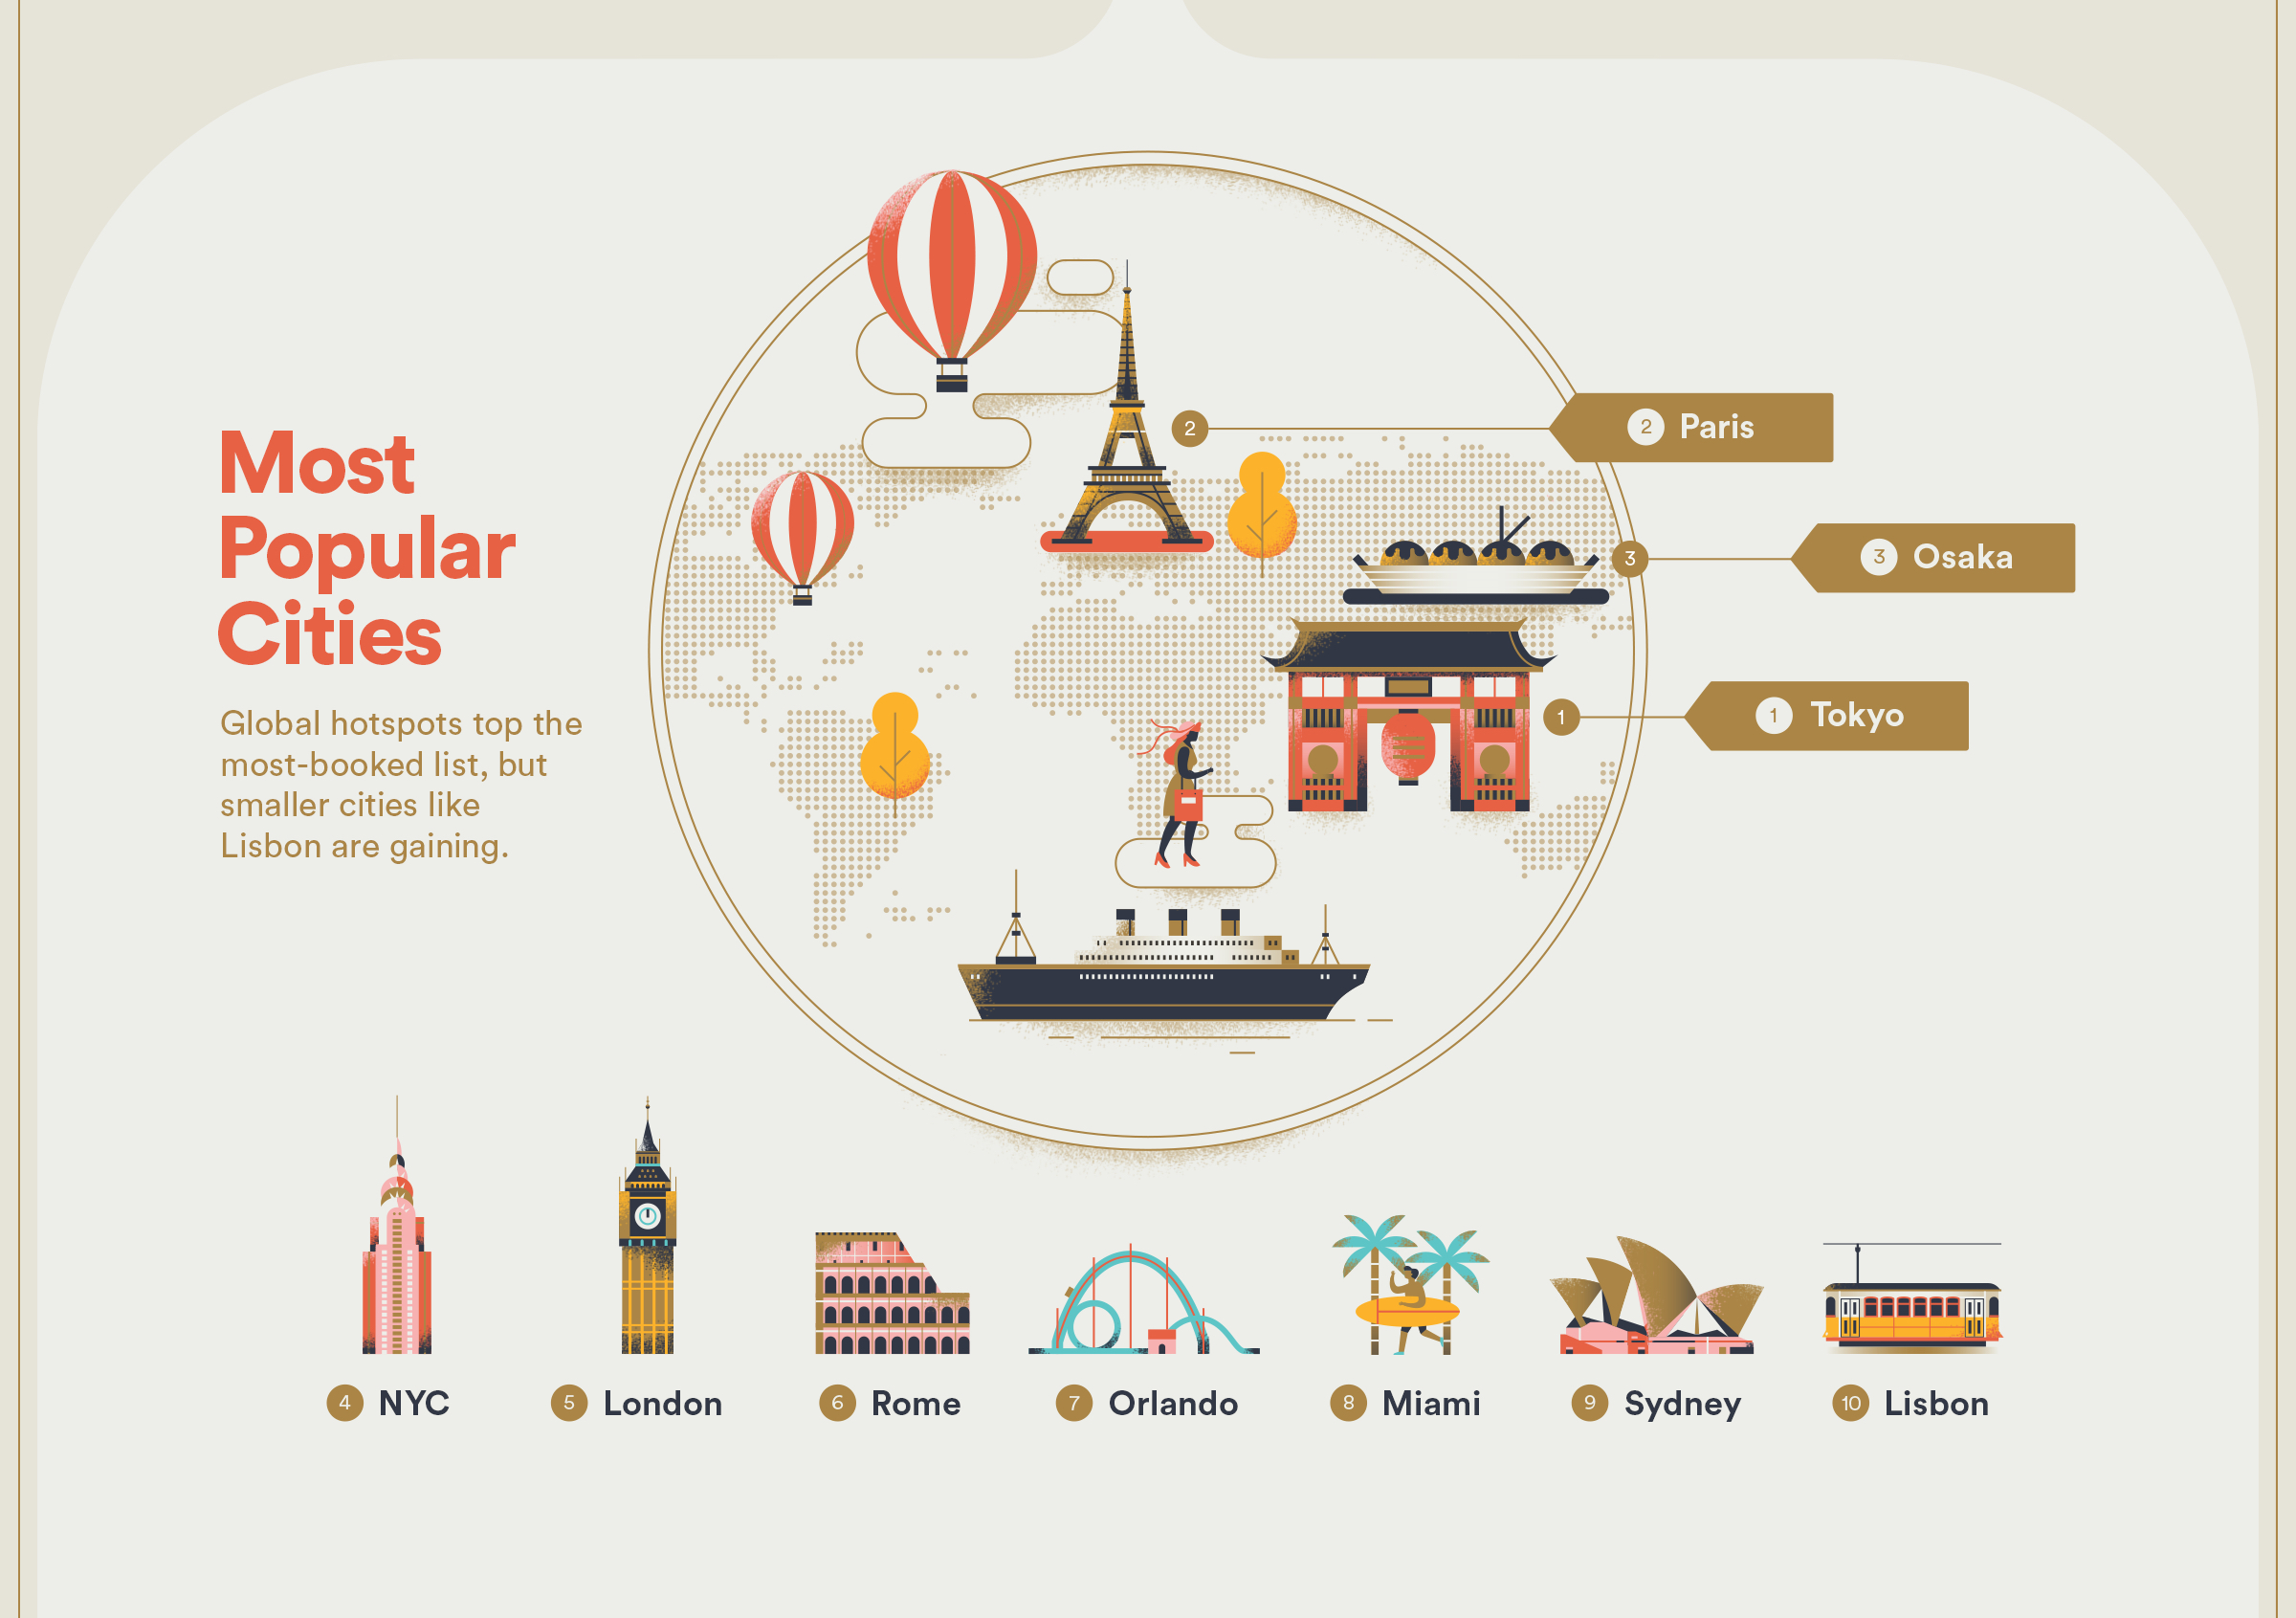 Most
Popular
Cities
Global hotspots top the
most-booked list, but
smaller cities like
Lisbon are gaining.
2
2 Paris
3
3 Osaka
1
1 Tokyo
4 NYC
5 London
6 Rome
7 Orlando
8 Miami
9 Sydney
10 Lisbon